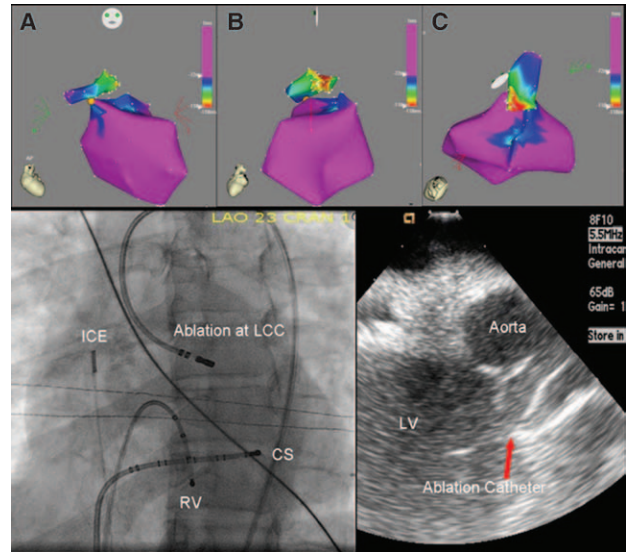 A
B
C
AP
LAO 23 CRAN 1
ICE
Ablation at LCC
CS
RV
8F10
5.5MHz
Intracar
General
65dB
Gain= 1
Store in
Aorta
LV
Ablation Catheter